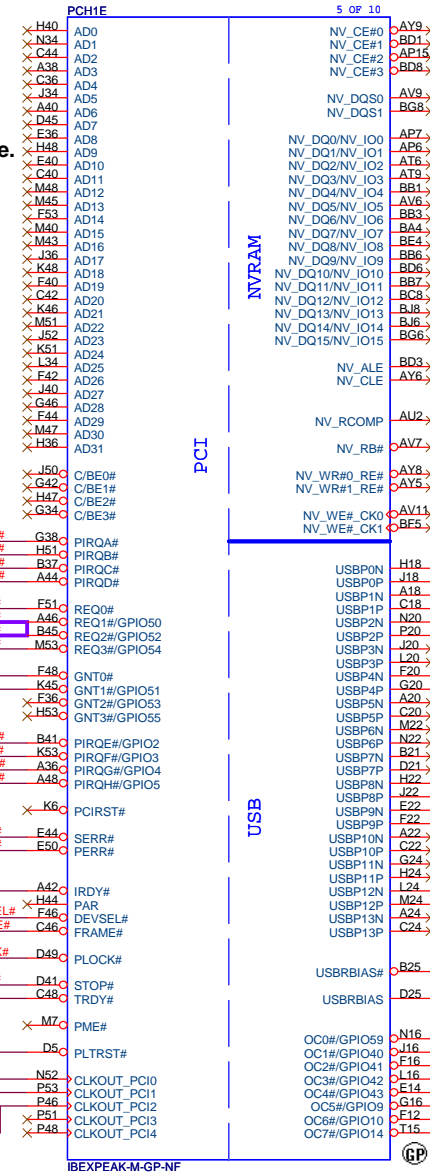 PCH1E 5 OF 10
H40 AD0 NV_CE#0 AY9
N34 AD1 NV_CE#1 BD1
C44 AD2 NV_CE#2 AP15
A38 AD3 NV_CE#3 BD8
C36 AD4
J34 AD5 NV_DQS0 AV9
A40 AD6 NV_DQS1 BG8
D45 AD7
E36 AD8 NV_DQ0/NV_IO0 AP7
e. H48 AD9 NV_DQ1/NV_IO1 AP6
E40 AD10 NV_DQ2/NV_IO2 AT6
C40 AD11 NV_DQ3/NV_IO3 AT9
M48 AD12 NV_DQ4/NV_IO4 BB1
M45 AD13 NV_DQ5/NV_IO5 AV6
F53 AD14 NV_DQ6/NV_IO6 BB3
M40 AD15 NV_DQ7/NV_IO7 BA4
M43 AD16 NV_DQ8/NV_IO8 BE4
J36 AD17 NV_DQ9/NV_IO9 BB6
K48 AD18 NV_DQ10/NV_IO10 BD6
F40 AD19 NV_DQ11/NV_IO11 BB7
C42 AD20 NV_DQ12/NV_IO12 BC8
K46 AD21 NV_DQ13/NV_IO13 BJ8
M51 AD22 NV_DQ14/NV_IO14 BJ6
J52 AD23 NV_DQ15/NV_IO15 BG6
K51 AD24
L34 AD25 NV_ALE BD3
F42 AD26 NV_CLE AY6
J40 AD27
G46 AD28
F44 AD29 NV_RCOMP AU2
M47 AD30
H36 AD31 NV_RB# AV7
NVRAM
PCI
J50 C/BE0# NV_WR#0_RE# AY8
G42 C/BE1# NV_WR#1_RE# AY5
H47 C/BE2#
G34 C/BE3# NV_WE#_CK0 AV11
NV_WE#_CK1 BF5
G38 PIRQA#
H51 PIRQB#
B37 PIRQC# USBP0N H18
A44 PIRQD# USBP0P J18
USBP1N A18
F51 REQ0# USBP1P C18
A46 REQ1#/GPIO50 USBP2N N20
B45 REQ2#/GPIO52 USBP2P P20
M53 REQ3#/GPIO54 USBP3N J20
USBP3P L20
F48 GNT0# USBP4N F20
K45 GNT1#/GPIO51 USBP4P G20
F36 GNT2#/GPIO53 USBP5N A20
H53 GNT3#/GPIO55 USBP5P C20
USBP6N M22
B41 PIRQE#/GPIO2 USBP6P N22
K53 PIRQF#/GPIO3 USBP7N B21
A36 PIRQG#/GPIO4 USBP7P D21
A48 PIRQH#/GPIO5 USBP8N H22
USBP8P J22
K6 PCIRST# USBP9N E22
USBP9P F22
E44 SERR# USBP10N A22
E50 PERR# USBP10P C22
USBP11N G24
USBP11P H24
A42 IRDY# USBP12N L24
H44 PAR USBP12P M24
EL# F46 DEVSEL# USBP13N A24
E# C46 FRAME# USBP13P C24
USB
K# D49 PLOCK#
USBRBIAS# B25
D41 STOP#
C48 TRDY# USBRBIAS D25
M7 PME#
OC0#/GPIO59 N16
D5 PLTRST# OC1#/GPIO40 J16
OC2#/GPIO41 F16
N52 CLKOUT_PCI0 OC3#/GPIO42 L16
P53 CLKOUT_PCI1 OC4#/GPIO43 E14
P46 CLKOUT_PCI2 OC5#/GPIO9 G16
P51 CLKOUT_PCI3 OC6#/GPIO10 F12
P48 CLKOUT_PCI4 OC7#/GPIO14 T15
GP
IBEXPEAK-M-GP-NF